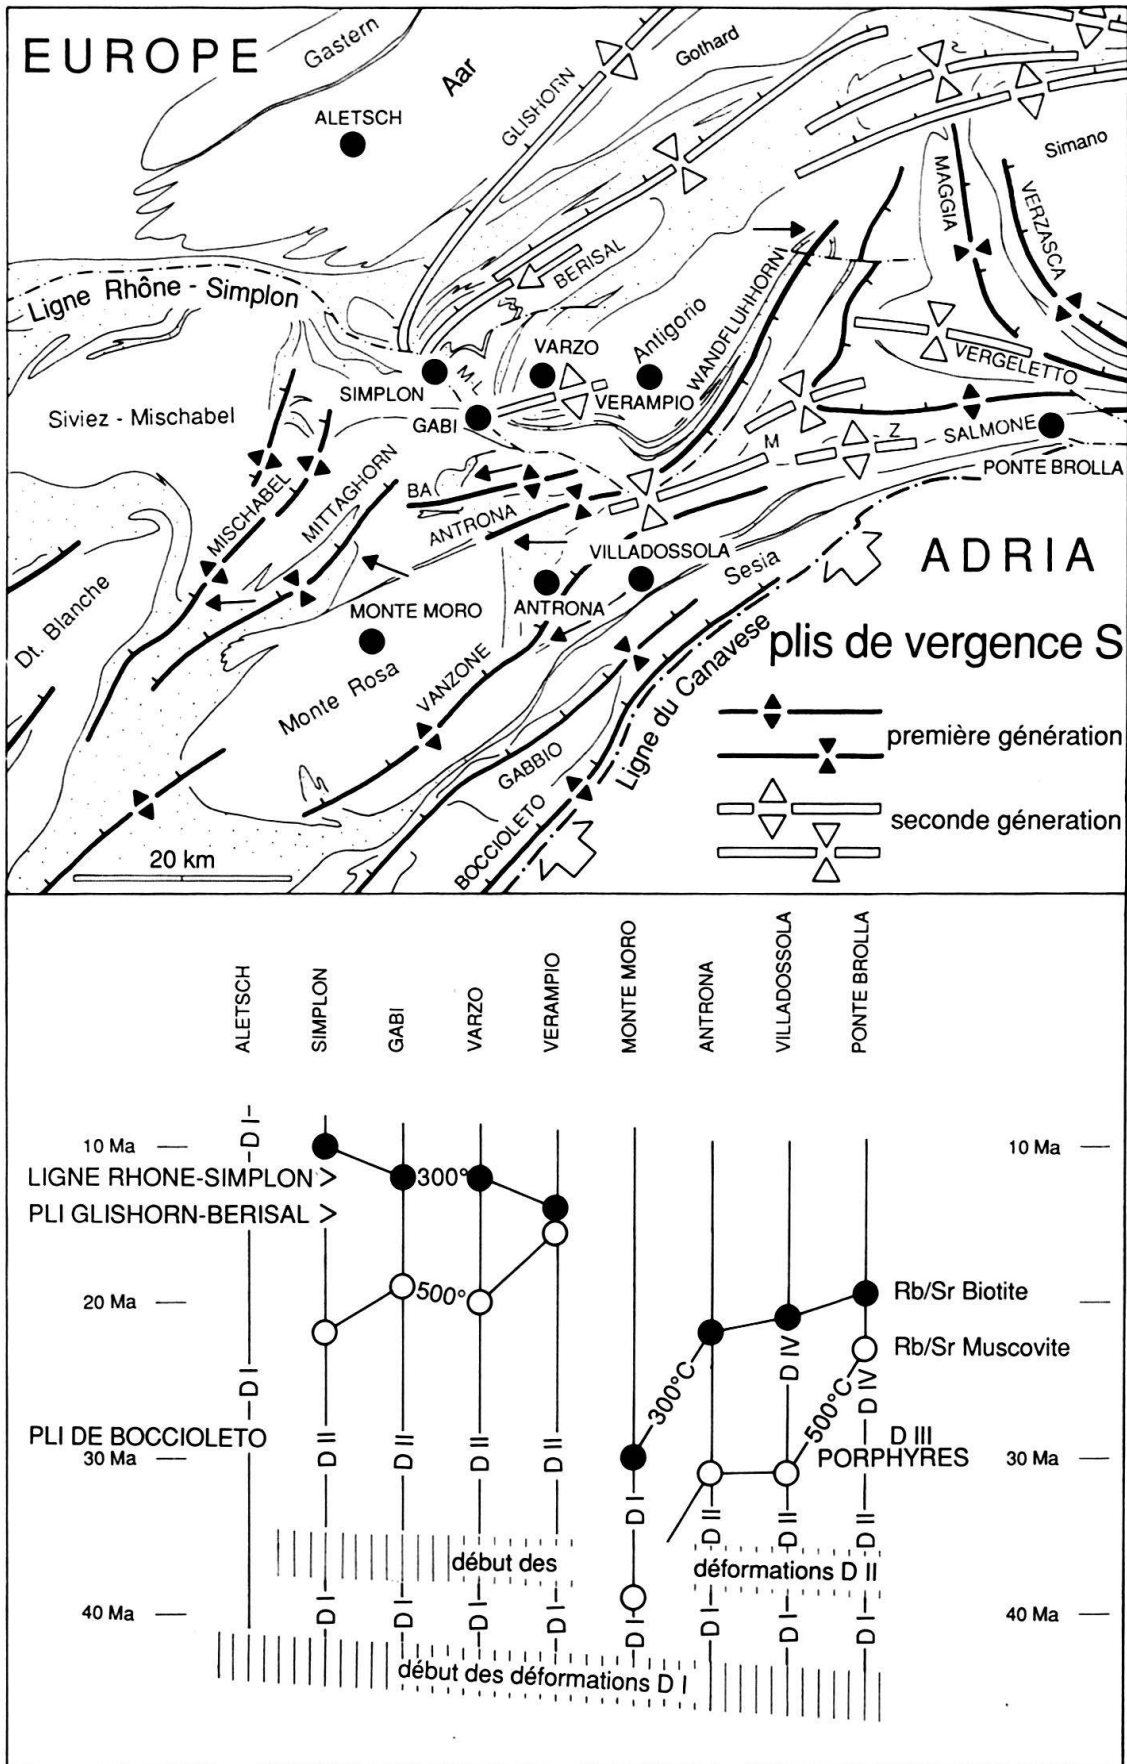 EUROPE
Gastern
Aar
ALETSCH
GLISHORN
Gothard
Simano
MAGGIA
VERZASCA
Ligne Rhône - Simplon
BERISAL
WANDFLUHHORN
Antigorio
VARZO
VERAMPIO
VERGELETTO
SIMPLON
M-L
GABI
Siviez - Mischabel
M
Z
SALMONE
PONTE BROLLA
MISCHABEL
MITTAGHORN
BA
ANTRONA
VILLADOSSOLA
Sesia
ADRIA
Dt. Blanche
MONTE MORO
ANTRONA
Monte Rosa
VANZONE
Ligne du Canavese
GABBIO
BOCCIOLETO
20 km
plis de vergence S
première génération
seconde géneration
ALETSCH
SIMPLON
GABI
VARZO
VERAMPIO
MONTE MORO
ANTRONA
VILLADOSSOLA
PONTE BROLLA
D I
10 Ma
10 Ma
LIGNE RHONE-SIMPLON >
300°
PLI GLISHORN-BERISAL >
500°
20 Ma
Rb/Sr Biotite
Rb/Sr Muscovite
D I
D IV
D IV
300°C
500°C
PLI DE BOCCIOLETO
D II
D II
D II
D II
D III
PORPHYRES
30 Ma
30 Ma
D I
D II
D II
D II
début des
déformations D II
40 Ma
D I
D I
D I
D I
D I
D I
D I
D I
40 Ma
début des déformations D I